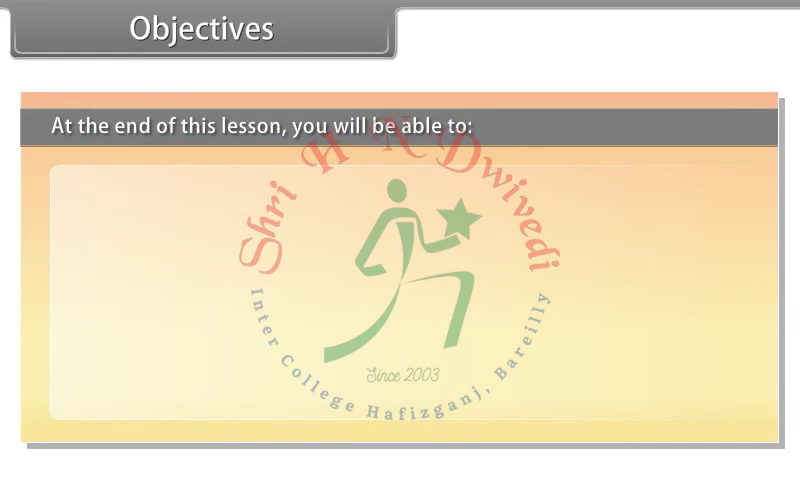 Objectives
At the end of this lesson, you will be able to:
Shri H N Dwivedi
Since 2003
Inter College Hafizganj, Bareilly